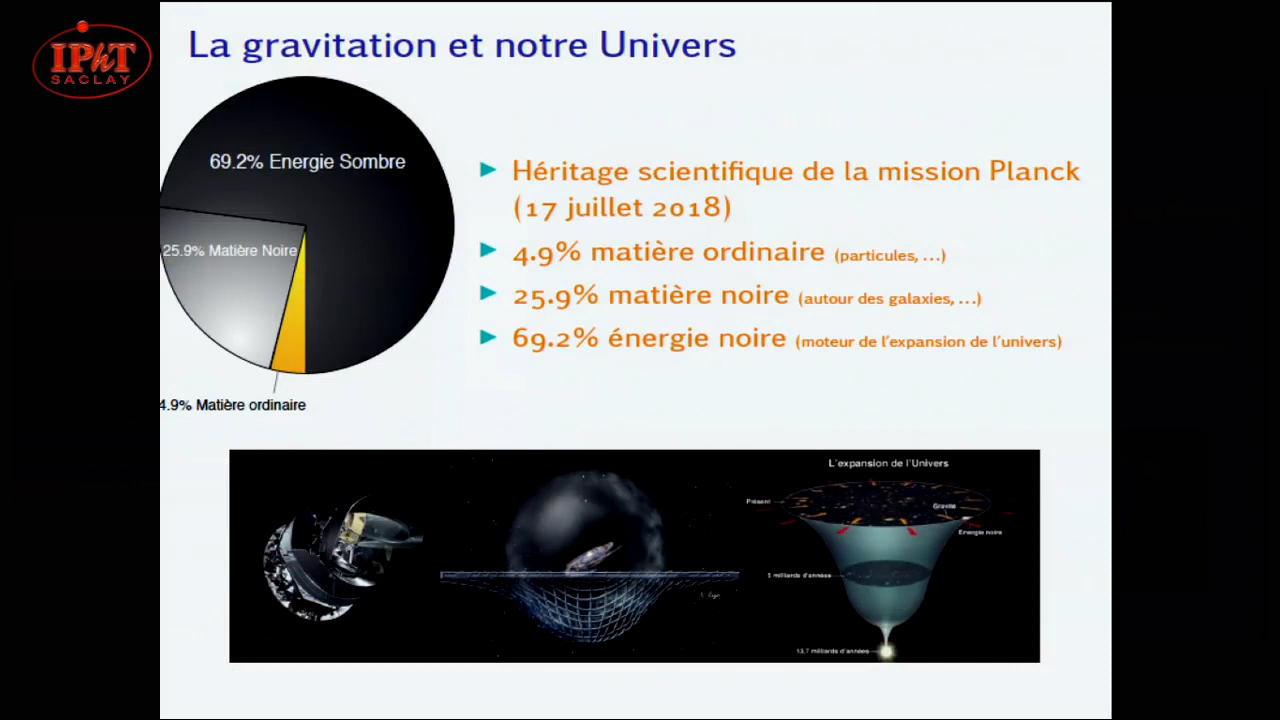 IPhT
SACLAY
La gravitation et notre Univers
69.2% Energie Sombre
25.9% Matière Noire
4.9% Matière ordinaire
Héritage scientifique de la mission Planck
(17 juillet 2018)
4.9% matière ordinaire (particules, ...)
25.9% matière noire (autour des galaxies, ...)
69.2% énergie noire (moteur de l'expansion de l'univers)
L'expansion de l'Univers
Présent
Gravité
Energie noire
5 milliards d'années
13,7 milliards d'années